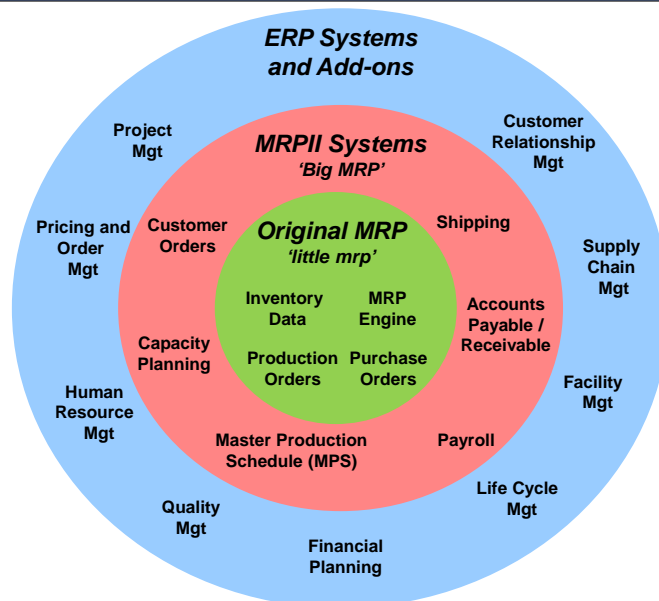 ERP Systems
and Add-ons
Project
Mgt
Customer
Relationship
Mgt
MRPII Systems
'Big MRP'
Pricing and
Order
Mgt
Customer
Orders
Original MRP
'little mrp'
Shipping
Supply
Chain
Mgt
Inventory
Data
MRP
Engine
Accounts
Payable /
Receivable
Capacity
Planning
Production
Orders
Purchase
Orders
Human
Resource
Mgt
Facility
Mgt
Master Production
Schedule (MPS)
Payroll
Quality
Mgt
Life Cycle
Mgt
Financial
Planning